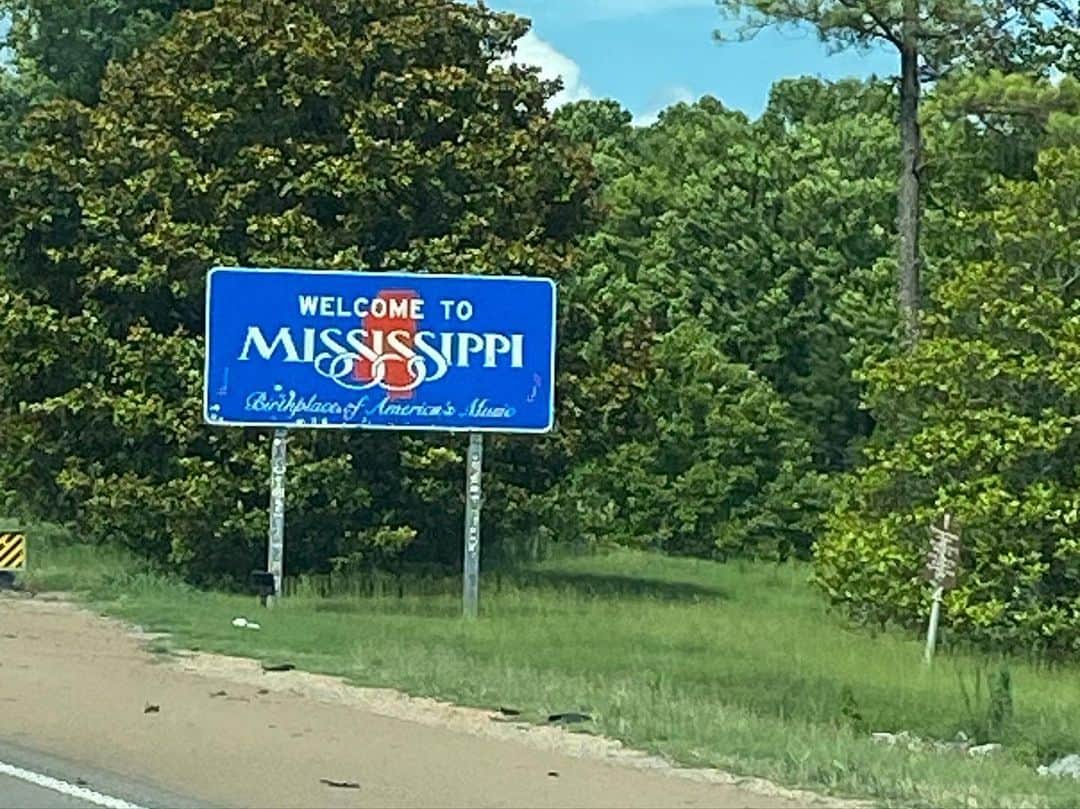 WELCOME TO
MISSISSIPPI
Birthplace of America's Music